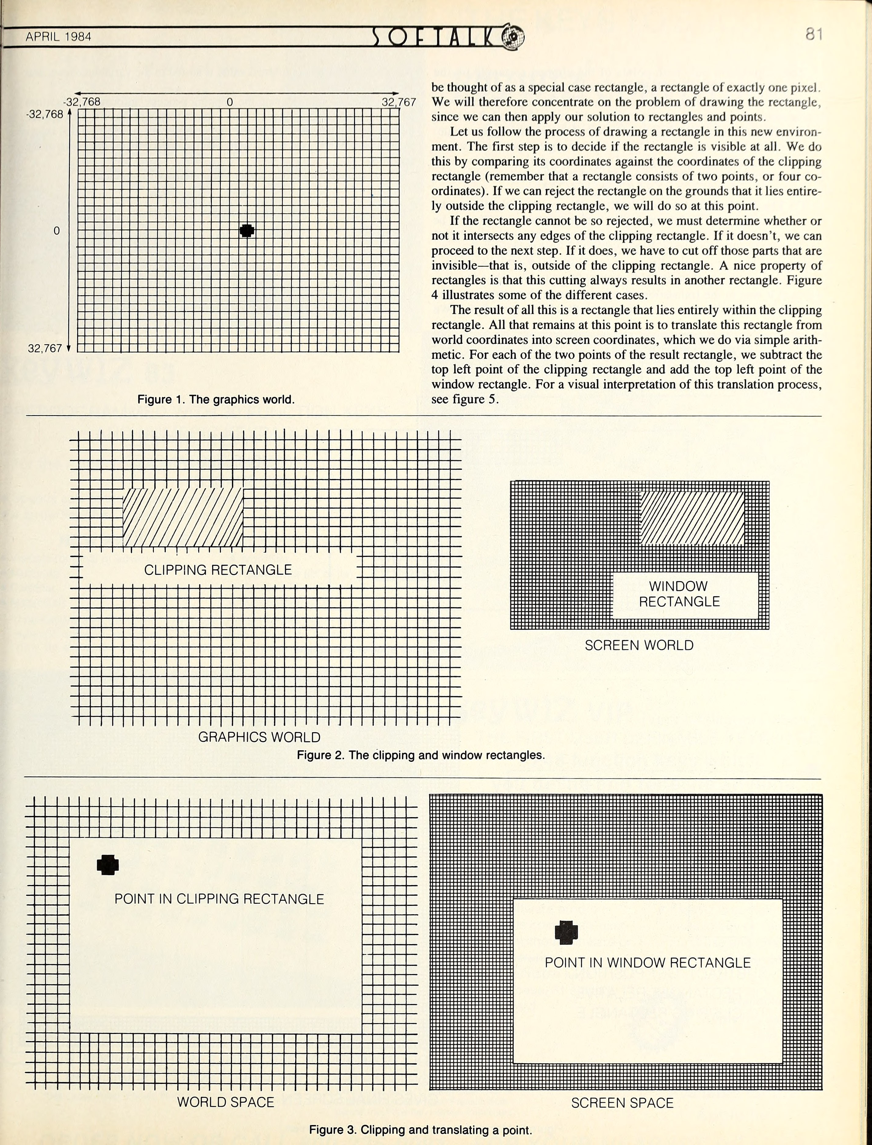 APRIL 1984
SOFTALK
81
-32,768
0
32,767
-32,768
0
32,767
Figure 1. The graphics world.
be thought of as a special case rectangle, a rectangle of exactly one pixel.
We will therefore concentrate on the problem of drawing the rectangle,
since we can then apply our solution to rectangles and points.
Let us follow the process of drawing a rectangle in this new environ-
ment. The first step is to decide if the rectangle is visible at all. We do
this by comparing its coordinates against the coordinates of the clipping
rectangle (remember that a rectangle consists of two points, or four co-
ordinates). If we can reject the rectangle on the grounds that it lies entire-
ly outside the clipping rectangle, we will do so at this point.
If the rectangle cannot be so rejected, we must determine whether or
not it intersects any edges of the clipping rectangle. If it doesn't, we can
proceed to the next step. If it does, we have to cut off those parts that are
invisible—that is, outside of the clipping rectangle. A nice property of
rectangles is that this cutting always results in another rectangle. Figure
4 illustrates some of the different cases.
The result of all this is a rectangle that lies entirely within the clipping
rectangle. All that remains at this point is to translate this rectangle from
world coordinates into screen coordinates, which we do via simple arith-
metic. For each of the two points of the result rectangle, we subtract the
top left point of the clipping rectangle and add the top left point of the
window rectangle. For a visual interpretation of this translation process,
see figure 5.
CLIPPING RECTANGLE
GRAPHICS WORLD
WINDOW
RECTANGLE
SCREEN WORLD
Figure 2. The clipping and window rectangles.
POINT IN CLIPPING RECTANGLE
WORLD SPACE
POINT IN WINDOW RECTANGLE
SCREEN SPACE
Figure 3. Clipping and translating a point.